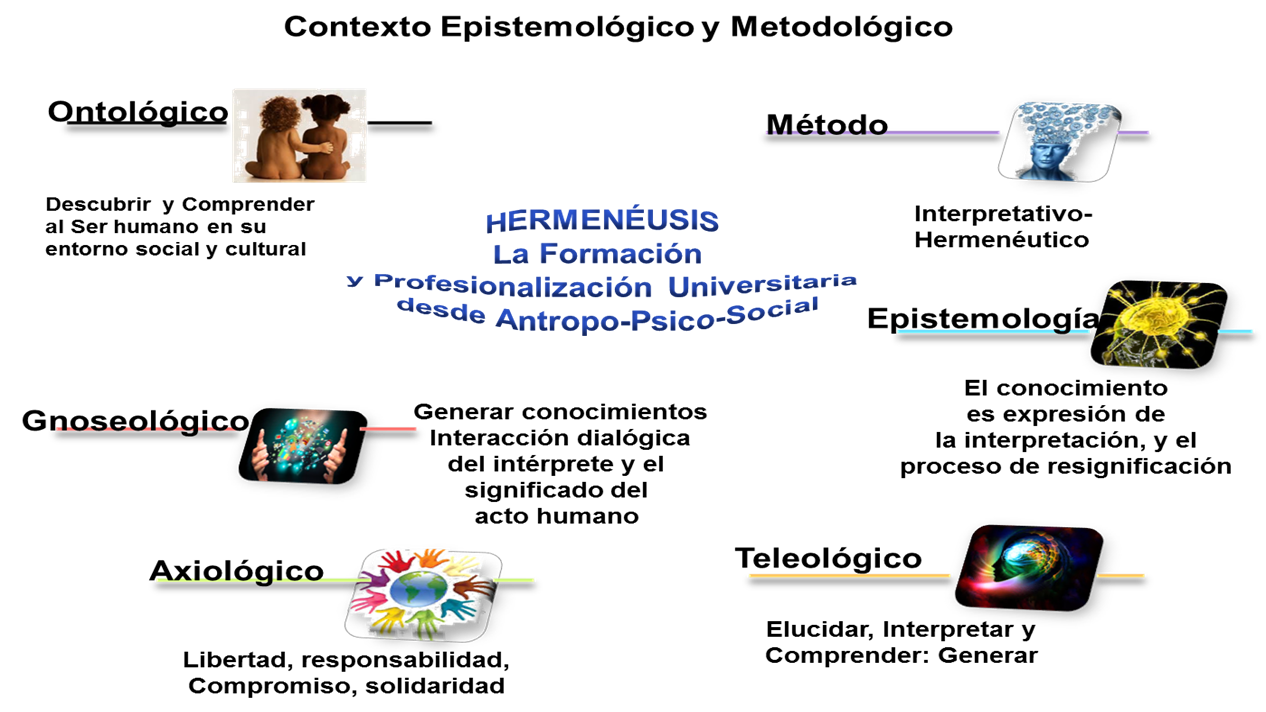 Contexto Epistemológico y Metodológico
Ontológico
Descubrir y Comprender
al Ser humano en su
entorno social y cultural
Método
Interpretativo-
Hermenéutico
HERMENÉUSIS
La Formación
y Profesionalización Universitaria
desde Antropo-Psico-Social
Epistemología
El conocimiento
es expresión de
la interpretación, y el
proceso de resignificación
Gnoseológico
Generar conocimientos
Interacción dialógica
del intérprete y el
significado del
acto humano
Axiológico
Libertad, responsabilidad,
Compromiso, solidaridad
Teleológico
Elucidar, Interpretar y
Comprender: Generar